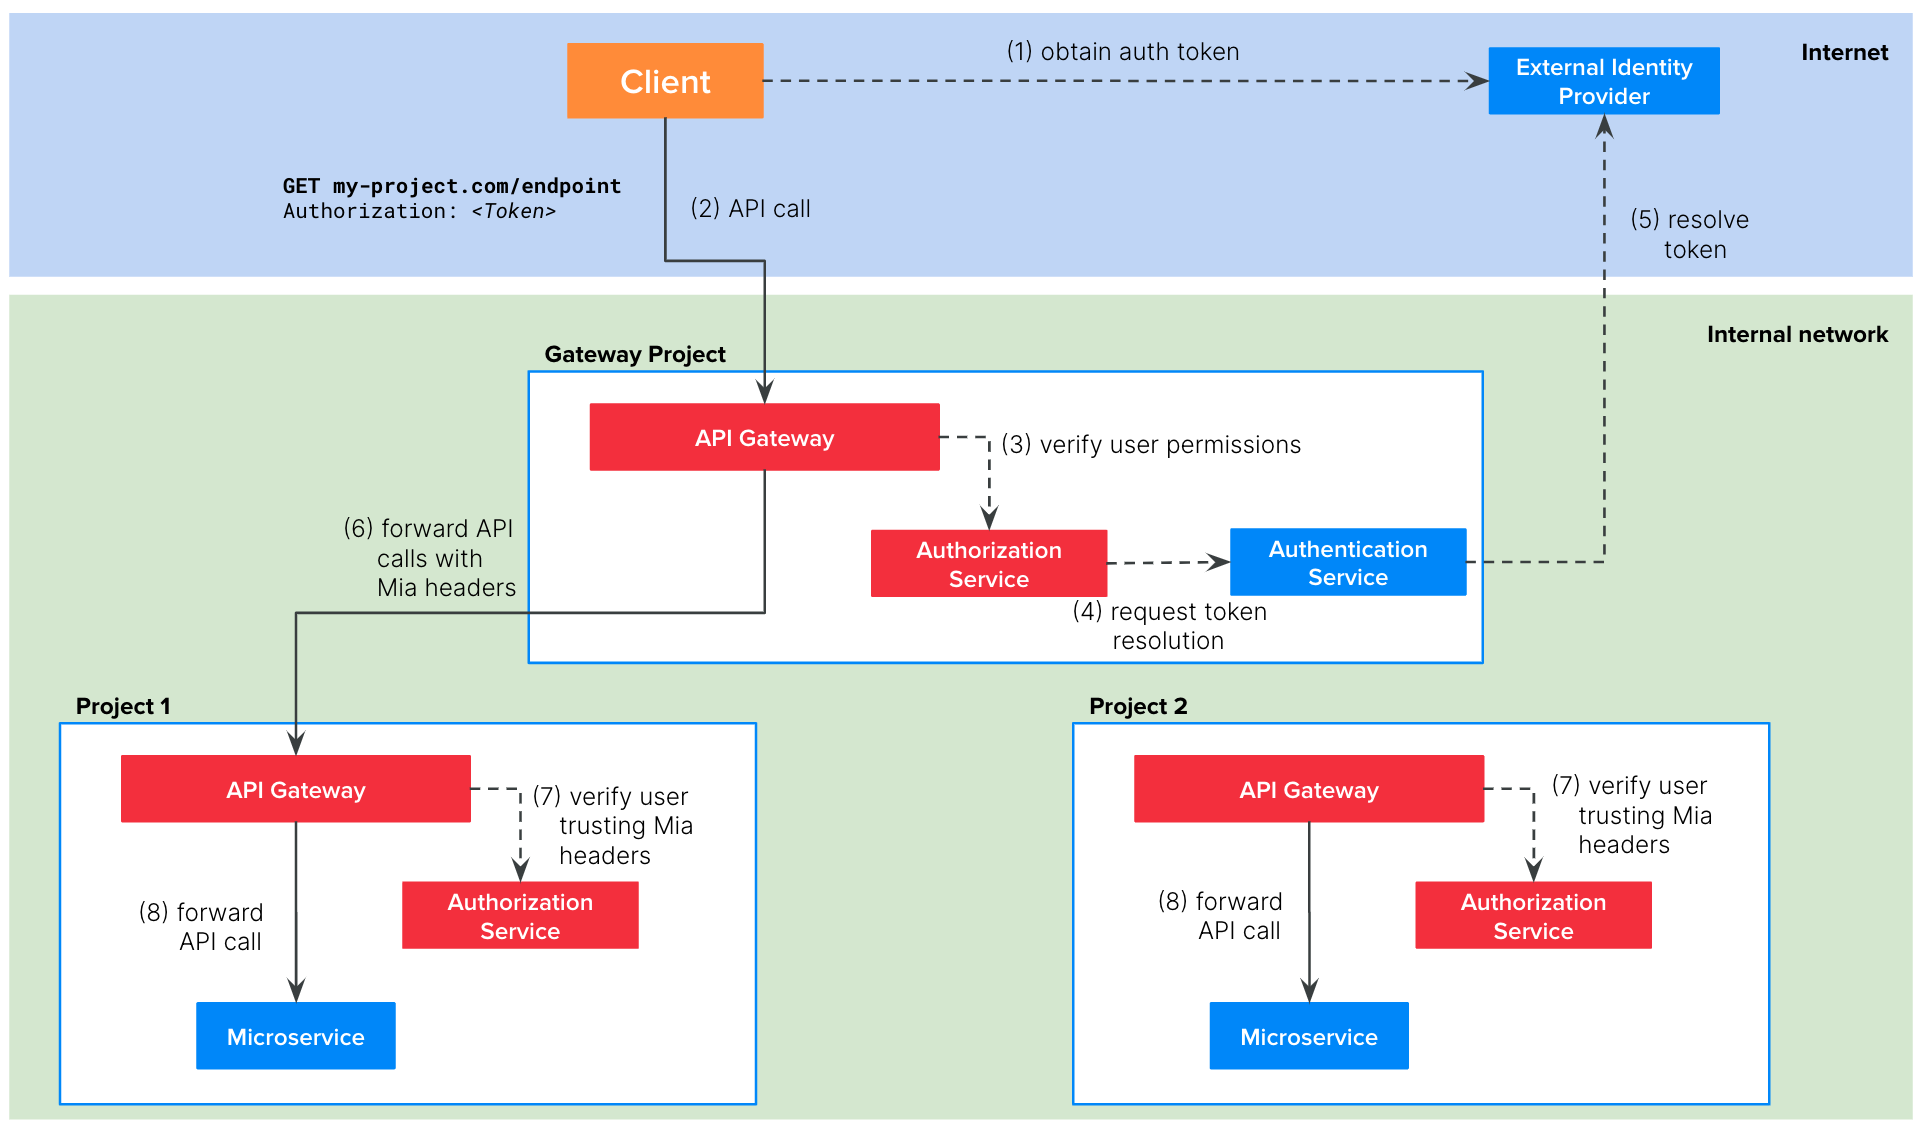 Internet
Client
(1) obtain auth token
External Identity
Provider
GET my-project.com/endpoint
Authorization: <Token>
(2) API call
(5) resolve
token
Internal network
Gateway Project
API Gateway
(3) verify user permissions
Authorization
Service
Authentication
Service
(4) request token
resolution
(6) forward API
calls with
Mia headers
Project 1
API Gateway
(7) verify user
trusting Mia
headers
Authorization
Service
(8) forward
API call
Microservice
Project 2
API Gateway
(7) verify user
trusting Mia
headers
Authorization
Service
(8) forward
API call
Microservice